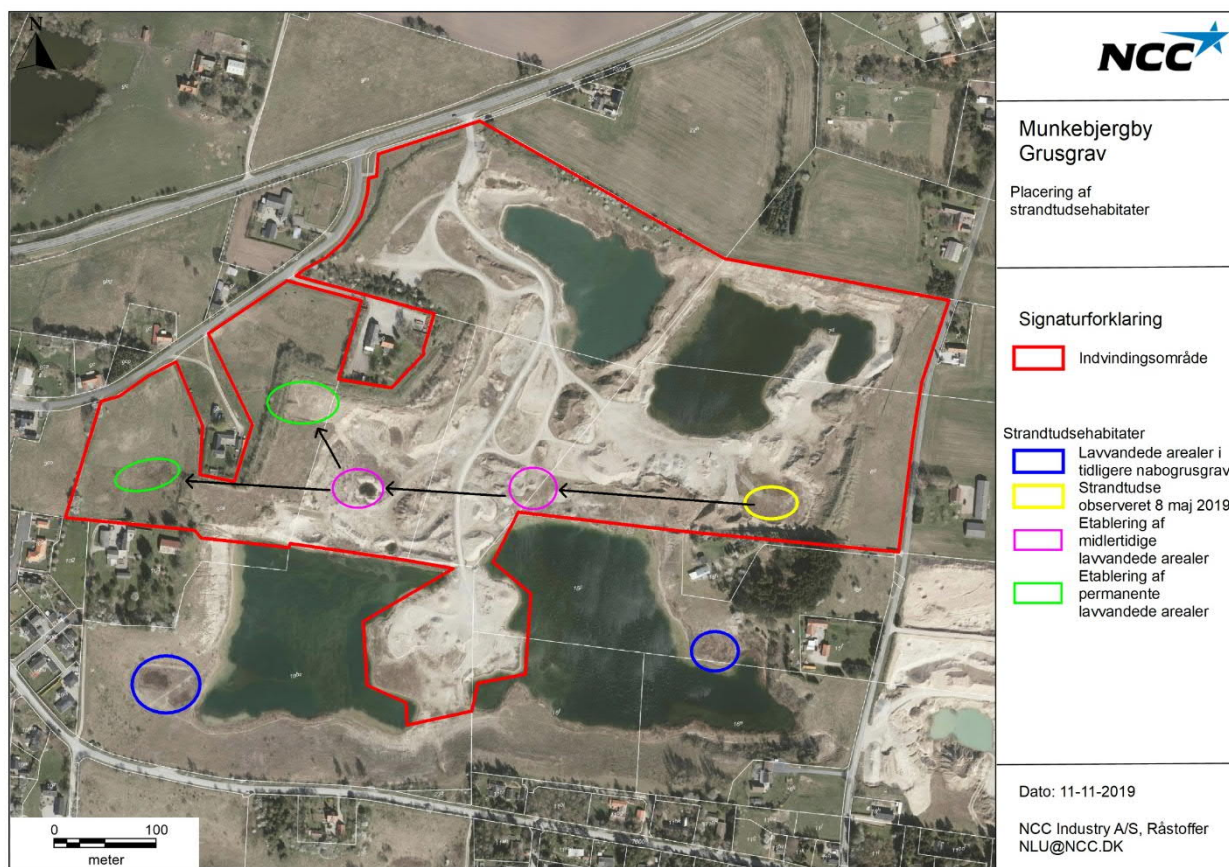 N
NCC
Munkebjergby
Grusgrav
Placering af
strandtudsehabitater
Signaturforklaring
Indvindingsområde
Strandtudsehabitater
Lavvandede arealer i
tidligere nabogrusgrav
Strandtudse
observeret 8 maj 2019
Etablering af
midlertidige
lavvandede arealer
Etablering af
permanente
lavvandede arealer
Dato: 11-11-2019
NCC Industry A/S, Råstoffer
NLU@NCC.DK
0 100
meter